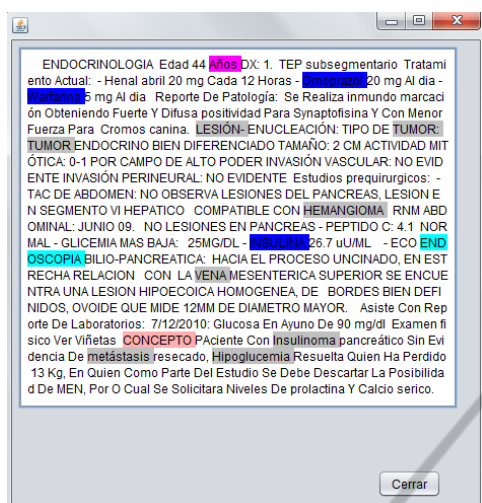 ENDOCRINOLOGIA Edad 44 Años DX: 1. TEP subsegmentario Tratami
ento Actual: - Henal abril 20 mg Cada 12 Horas - Omeprazol 20 mg Al dia -
Warfarina 5 mg Al dia Reporte De Patología: Se Realiza inmundo marcaci
ón Obteniendo Fuerte Y Difusa positividad Para Synaptofisina Y Con Menor
Fuerza Para Cromos canina. LESIÓN- ENUCLEACIÓN: TIPO DE TUMOR:
TUMOR ENDOCRINO BIEN DIFERENCIADO TAMAÑO: 2 CM ACTIVIDAD MIT
ÓTICA: 0-1 POR CAMPO DE ALTO PODER INVASIÓN VASCULAR: NO EVID
ENTE INVASIÓN PERINEURAL: NO EVIDENTE Estudios prequirurgicos: -
TAC DE ABDOMEN: NO OBSERVA LESIONES DEL PANCREAS, LESION E
N SEGMENTO VI HEPATICO COMPATIBLE CON HEMANGIOMA RNM ABD
OMINAL: JUNIO 09. NO LESIONES EN PANCREAS - PEPTIDO C: 4.1 NOR
MAL - GLICEMIA MAS BAJA: 25MG/DL - INSULINA 26.7 uU/ML - ECO END
OSCOPIA BILIO-PANCREATICA: HACIA EL PROCESO UNCINADO, EN EST
RECHA RELACION CON LA VENA MESENTERICA SUPERIOR SE ENCUE
NTRA UNA LESION HIPOECOICA HOMOGENEA, DE BORDES BIEN DEFI
NIDOS, OVOIDE QUE MIDE 12MM DE DIAMETRO MAYOR. Asiste Con Rep
orte De Laboratorios: 7/12/2010: Glucosa En Ayuno De 90 mg/dl Examen fi
sico Ver Viñetas CONCEPTO PAciente Con Insulinoma pancreático Sin Evi
dencia De metástasis resecado, Hipoglucemia Resuelta Quien Ha Perdido
13 Kg, En Quien Como Parte Del Estudio Se Debe Descartar La Posibilida
d De MEN, Por O Cual Se Solicitara Niveles De prolactina Y Calcio serico.
Cerrar